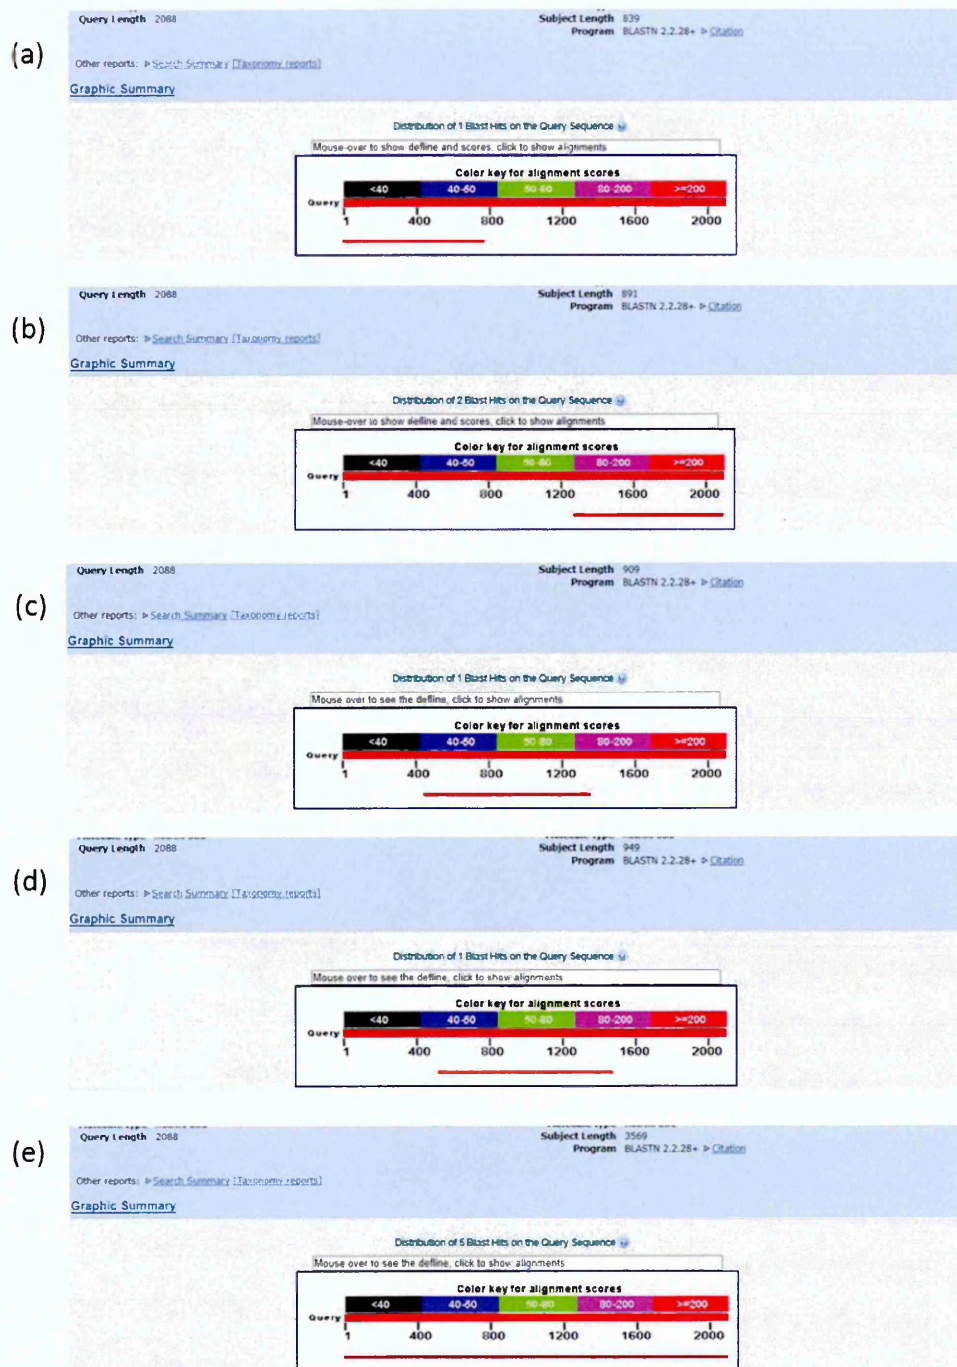 (a)
Query Length 2088 Subject Length 839
Program BLASTN 2.2.28+ Citation
Other reports: Search Summary [Taxonomy reports]
Graphic Summary
Distribution of 1 Blast Hits on the Query Sequence
Mouse-over to show defline and scores, click to show alignments
Color key for alignment scores
<40 40-50 50-80 80-200 >=200
Query
1 400 800 1200 1600 2000
(b)
Query Length 2088 Subject Length 891
Program BLASTN 2.2.28+ Citation
Other reports: Search Summary [Taxonomy reports]
Graphic Summary
Distribution of 2 Blast Hits on the Query Sequence
Mouse-over to show defline and scores, click to show alignments
Color key for alignment scores
<40 40-50 50-80 80-200 >=200
Query
1 400 800 1200 1600 2000
(c)
Query Length 2088 Subject Length 909
Program BLASTN 2.2.28+ Citation
Other reports: Search Summary [Taxonomy reports]
Graphic Summary
Distribution of 1 Blast Hits on the Query Sequence
Mouse over to see the defline, click to show alignments
Color key for alignment scores
<40 40-50 50-80 80-200 >=200
Query
1 400 800 1200 1600 2000
(d)
Query Length 2088 Subject Length 949
Program BLASTN 2.2.28+ Citation
Other reports: Search Summary [Taxonomy reports]
Graphic Summary
Distribution of 1 Blast Hits on the Query Sequence
Mouse over to see the defline, click to show alignments
Color key for alignment scores
<40 40-50 50-80 80-200 >=200
Query
1 400 800 1200 1600 2000
(e)
Query Length 2088 Subject Length 3569
Program BLASTN 2.2.28+ Citation
Other reports: Search Summary [Taxonomy reports]
Graphic Summary
Distribution of 5 Blast Hits on the Query Sequence
Mouse over to see the defline, click to show alignments
Color key for alignment scores
<40 40-50 50-80 80-200 >=200
Query
1 400 800 1200 1600 2000